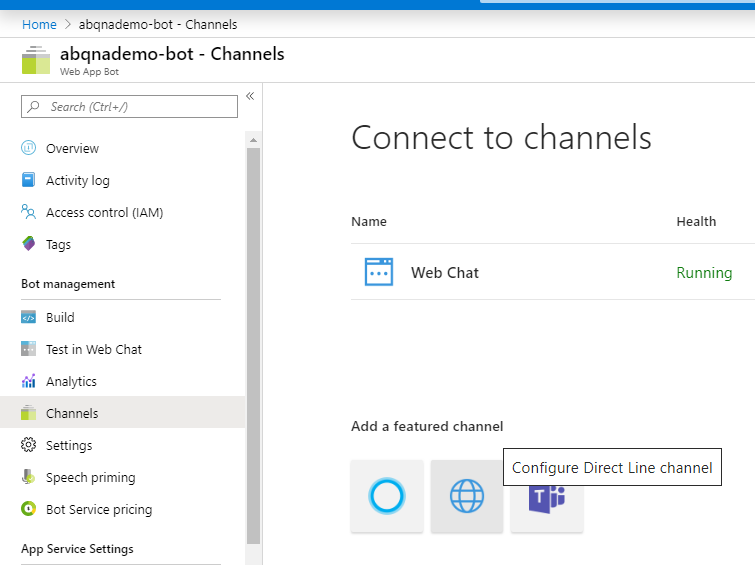 Home > abqnademo-bot - Channels
abqnademo-bot - Channels
Web App Bot
Search (Ctrl+/)
Overview
Activity log
Access control (IAM)
Tags
Bot management
Build
Test in Web Chat
Analytics
Channels
Settings
Speech priming
Bot Service pricing
App Service Settings
Connect to channels
Name Health
Web Chat Running
Add a featured channel
Configure Direct Line channel